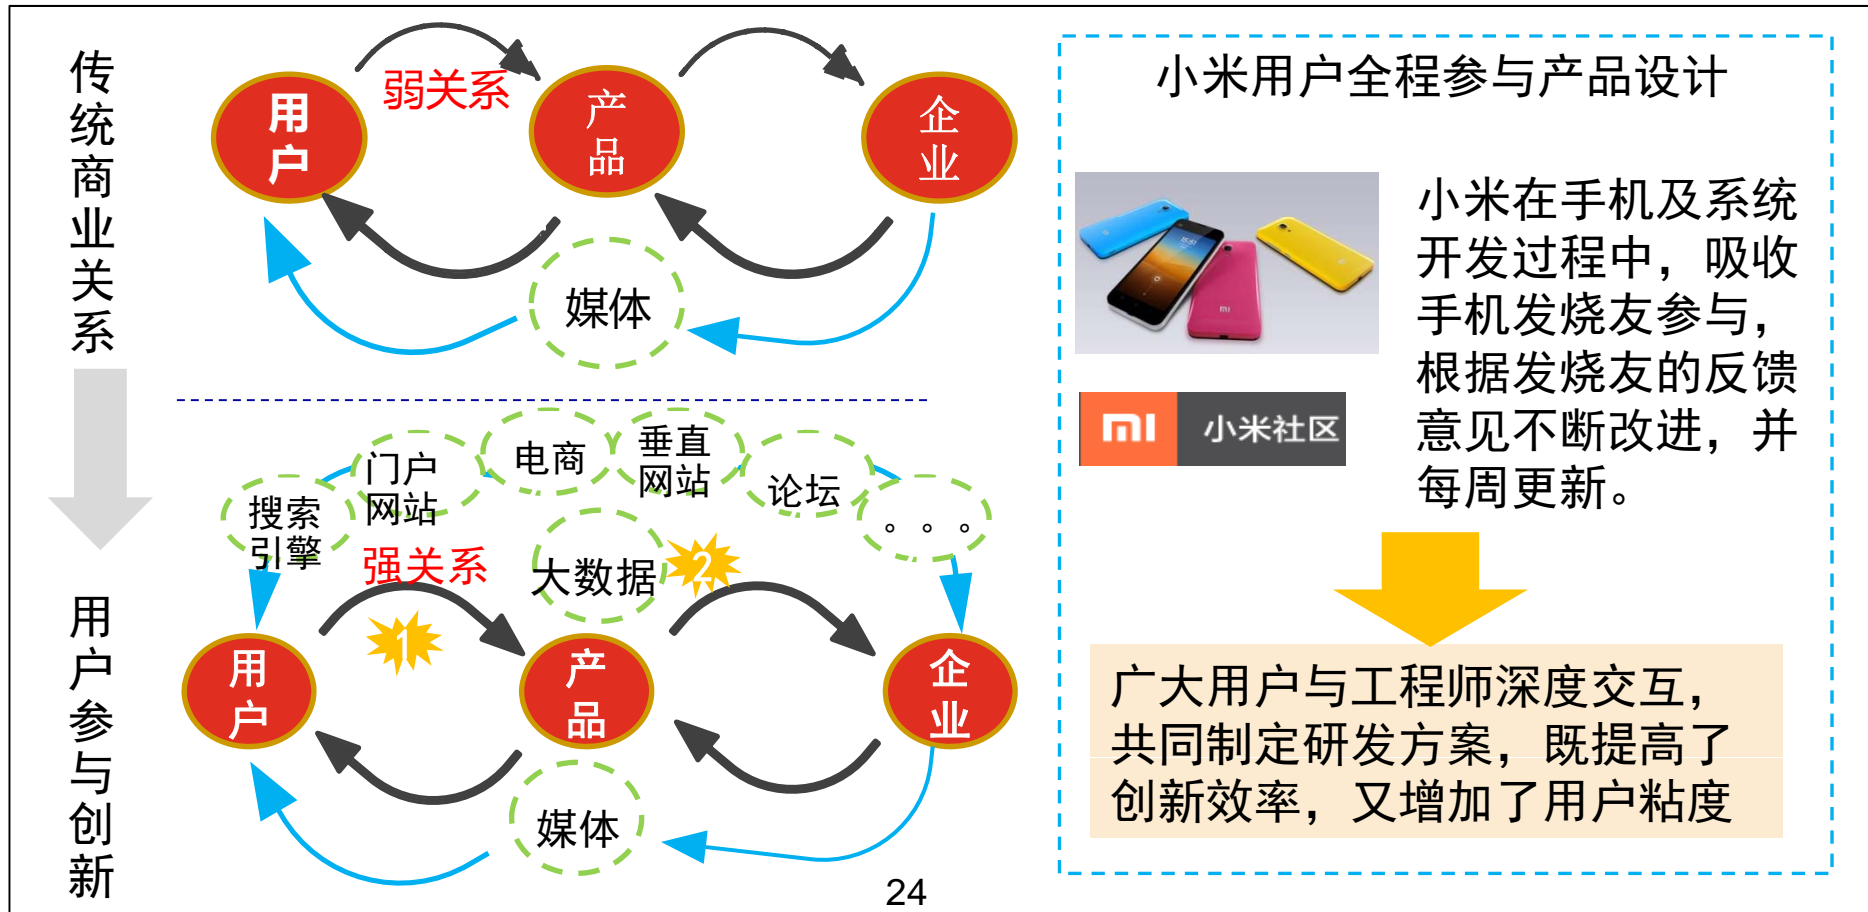 传统商业关系
用户
弱关系
产品
企业
媒体
用户参与创新
搜索
引擎
门户
网站
电商
垂直
网站
论坛
。。。
强关系
大数据
1
2
用户
产品
企业
媒体
24
小米用户全程参与产品设计
小米在手机及系统
开发过程中，吸收
手机发烧友参与，
根据发烧友的反馈
意见不断改进，并
每周更新。
mi 小米社区
广大用户与工程师深度交互，
共同制定研发方案，既提高了
创新效率，又增加了用户粘度